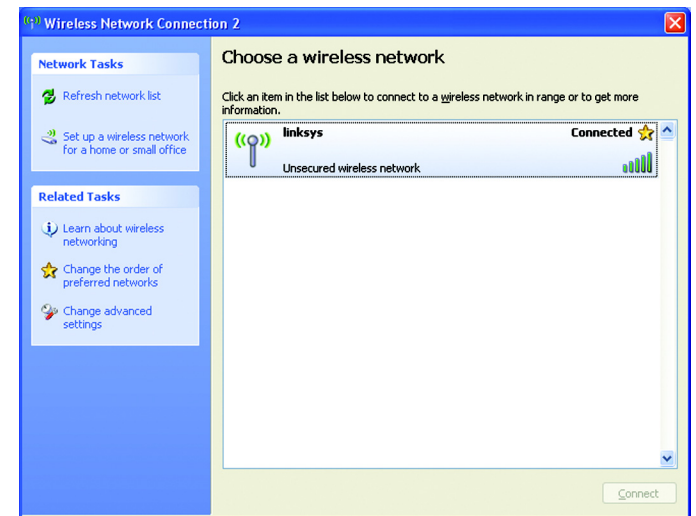 Wireless Network Connection 2
Network Tasks
Refresh network list
Set up a wireless network
for a home or small office
Related Tasks
Learn about wireless
networking
Change the order of
preferred networks
Change advanced
settings
Choose a wireless network
Click an item in the list below to connect to a wireless network in range or to get more
information.
linksys
Connected
Unsecured wireless network
Connect